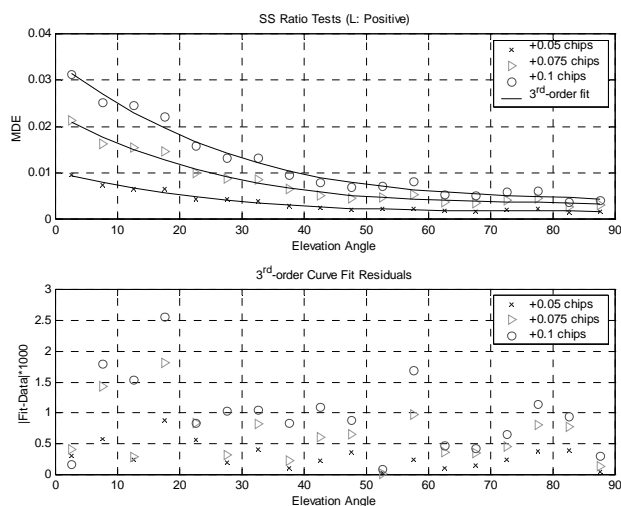 SS Ratio Tests (L: Positive)
0.04
0.03
0.02
0.01
0
MDE
+0.05 chips
+0.075 chips
+0.1 chips
3rd-order fit
0 10 20 30 40 50 60 70 80 90
Elevation Angle
3rd-order Curve Fit Residuals
3
2.5
2
1.5
1
0.5
0
|Fit-Data|*1000
+0.05 chips
+0.075 chips
+0.1 chips
0 10 20 30 40 50 60 70 80 90
Elevation Angle